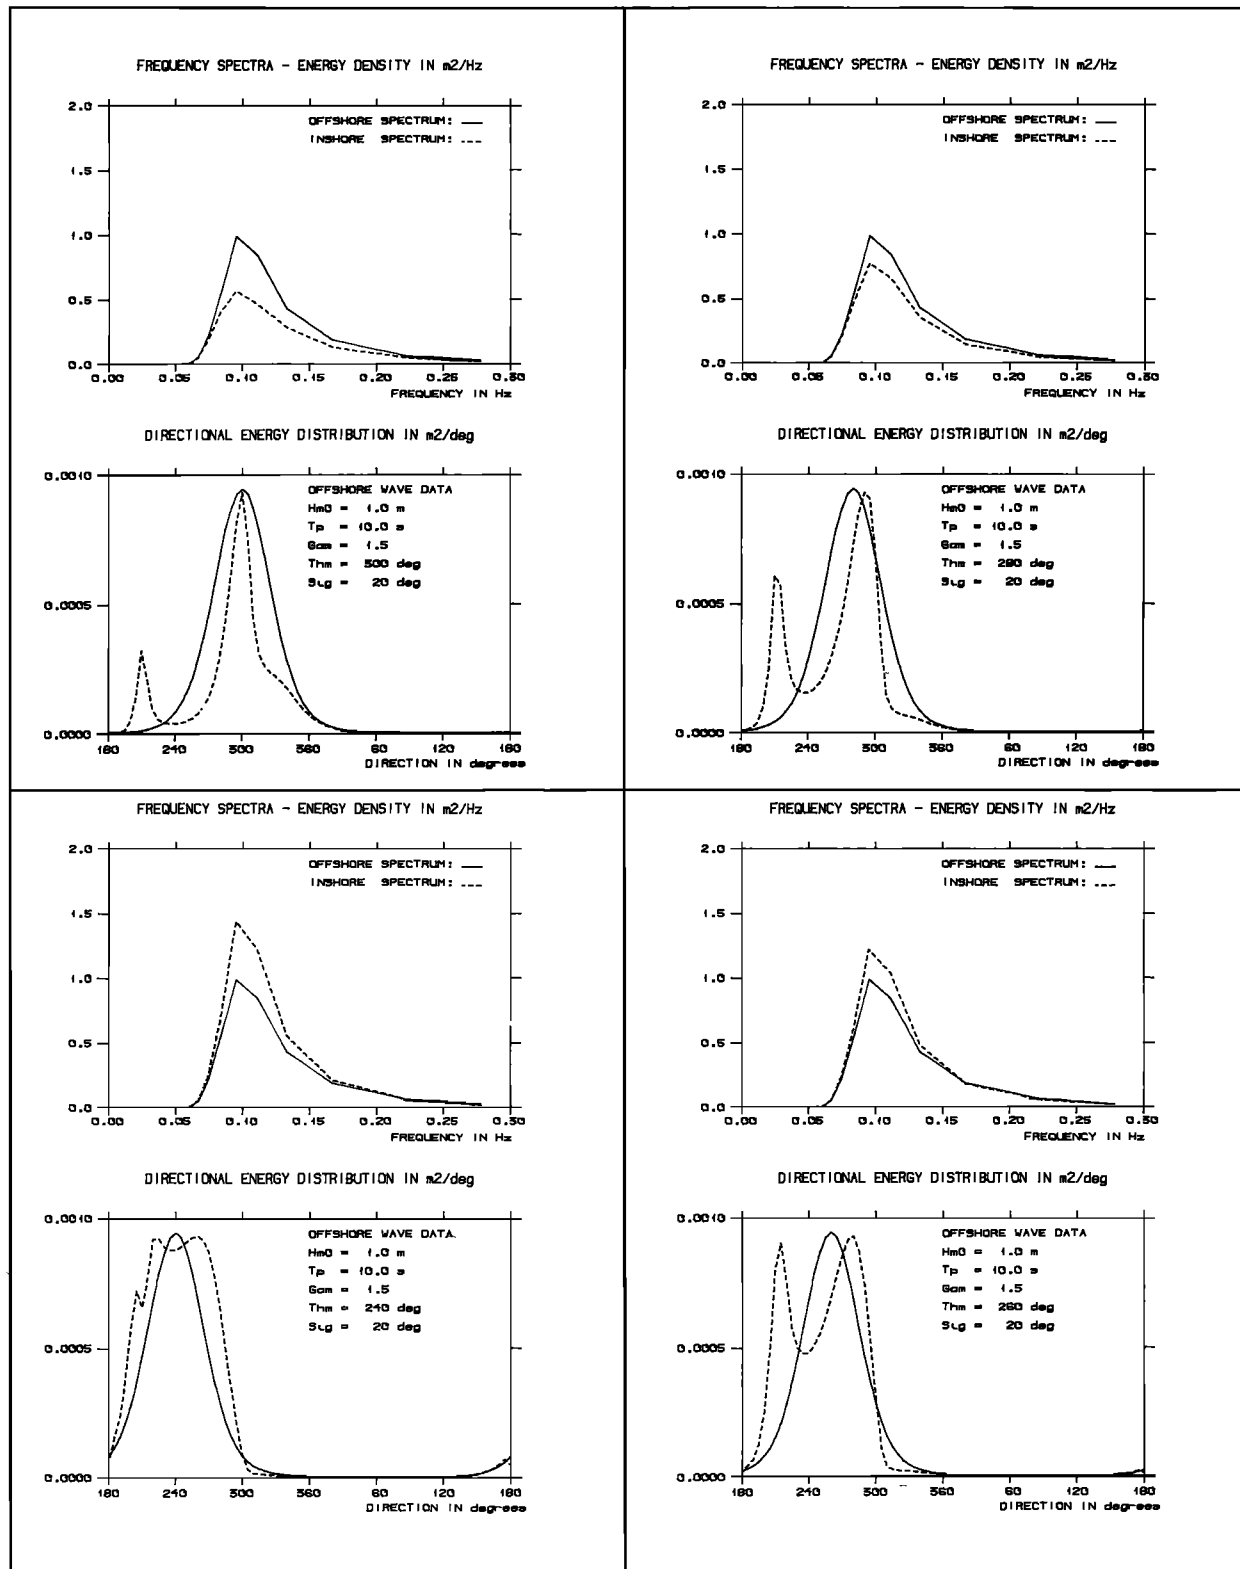 FREQUENCY SPECTRA - ENERGY DENSITY IN m2/Hz
2.0
OFFSHORE SPECTRUM:
INSHORE SPECTRUM:
1.5
1.0
0.5
0.0
0.00 0.05 0.10 0.15 0.20 0.25 0.30
FREQUENCY IN Hz
DIRECTIONAL ENERGY DISTRIBUTION IN m2/deg
0.0010
OFFSHORE WAVE DATA
Hm0 = 1.0 m
Tp = 10.0 s
Gam = 1.5
Thm = 300 deg
Sig = 20 deg
0.0005
0.0000
180 240 300 360 60 120 180
DIRECTION IN degrees
FREQUENCY SPECTRA - ENERGY DENSITY IN m2/Hz
2.0
OFFSHORE SPECTRUM:
INSHORE SPECTRUM:
1.5
1.0
0.5
0.0
0.00 0.05 0.10 0.15 0.20 0.25 0.30
FREQUENCY IN Hz
DIRECTIONAL ENERGY DISTRIBUTION IN m2/deg
0.0010
OFFSHORE WAVE DATA
Hm0 = 1.0 m
Tp = 10.0 s
Gam = 1.5
Thm = 280 deg
Sig = 20 deg
0.0005
0.0000
180 240 300 360 60 120 180
DIRECTION IN degrees
FREQUENCY SPECTRA - ENERGY DENSITY IN m2/Hz
2.0
OFFSHORE SPECTRUM:
INSHORE SPECTRUM:
1.5
1.0
0.5
0.0
0.00 0.05 0.10 0.15 0.20 0.25 0.30
FREQUENCY IN Hz
DIRECTIONAL ENERGY DISTRIBUTION IN m2/deg
0.0010
OFFSHORE WAVE DATA
Hm0 = 1.0 m
Tp = 10.0 s
Gam = 1.5
Thm = 240 deg
Sig = 20 deg
0.0005
0.0000
180 240 300 360 60 120 180
DIRECTION IN degrees
FREQUENCY SPECTRA - ENERGY DENSITY IN m2/Hz
2.0
OFFSHORE SPECTRUM:
INSHORE SPECTRUM:
1.5
1.0
0.5
0.0
0.00 0.05 0.10 0.15 0.20 0.25 0.30
FREQUENCY IN Hz
DIRECTIONAL ENERGY DISTRIBUTION IN m2/deg
0.0010
OFFSHORE WAVE DATA
Hm0 = 1.0 m
Tp = 10.0 s
Gam = 1.5
Thm = 260 deg
Sig = 20 deg
0.0005
0.0000
180 240 300 360 60 120 180
DIRECTION IN degrees